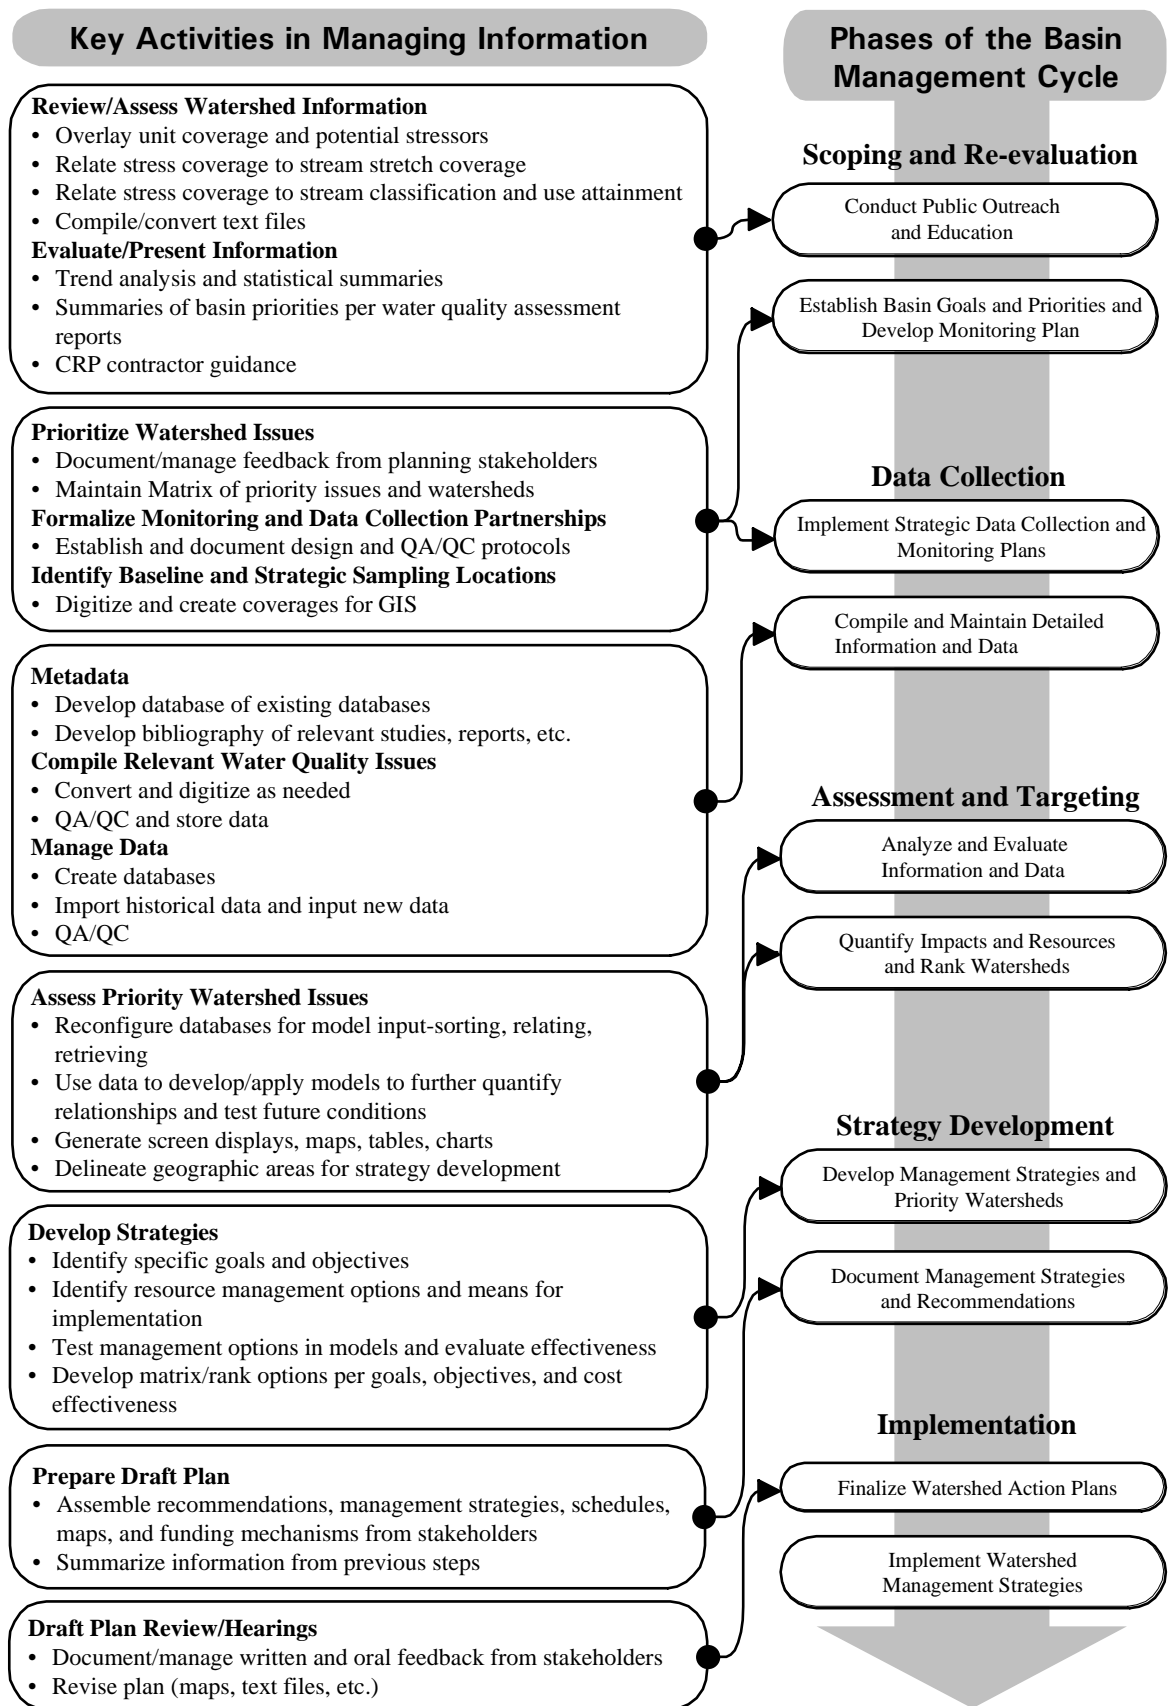 Key Activities in Managing Information
Review/Assess Watershed Information
• Overlay unit coverage and potential stressors
• Relate stress coverage to stream stretch coverage
• Relate stress coverage to stream classification and use attainment
• Compile/convert text files
Evaluate/Present Information
• Trend analysis and statistical summaries
• Summaries of basin priorities per water quality assessment
reports
• CRP contractor guidance
Prioritize Watershed Issues
• Document/manage feedback from planning stakeholders
• Maintain Matrix of priority issues and watersheds
Formalize Monitoring and Data Collection Partnerships
• Establish and document design and QA/QC protocols
Identify Baseline and Strategic Sampling Locations
• Digitize and create coverages for GIS
Metadata
• Develop database of existing databases
• Develop bibliography of relevant studies, reports, etc.
Compile Relevant Water Quality Issues
• Convert and digitize as needed
• QA/QC and store data
Manage Data
• Create databases
• Import historical data and input new data
• QA/QC
Assess Priority Watershed Issues
• Reconfigure databases for model input-sorting, relating,
retrieving
• Use data to develop/apply models to further quantify
relationships and test future conditions
• Generate screen displays, maps, tables, charts
• Delineate geographic areas for strategy development
Develop Strategies
• Identify specific goals and objectives
• Identify resource management options and means for
implementation
• Test management options in models and evaluate effectiveness
• Develop matrix/rank options per goals, objectives, and cost
effectiveness
Prepare Draft Plan
• Assemble recommendations, management strategies, schedules,
maps, and funding mechanisms from stakeholders
• Summarize information from previous steps
Draft Plan Review/Hearings
• Document/manage written and oral feedback from stakeholders
• Revise plan (maps, text files, etc.)
Phases of the Basin
Management Cycle
Scoping and Re-evaluation
Conduct Public Outreach
and Education
Establish Basin Goals and Priorities and
Develop Monitoring Plan
Data Collection
Implement Strategic Data Collection and
Monitoring Plans
Compile and Maintain Detailed
Information and Data
Assessment and Targeting
Analyze and Evaluate
Information and Data
Quantify Impacts and Resources
and Rank Watersheds
Strategy Development
Develop Management Strategies and
Priority Watersheds
Document Management Strategies
and Recommendations
Implementation
Finalize Watershed Action Plans
Implement Watershed
Management Strategies